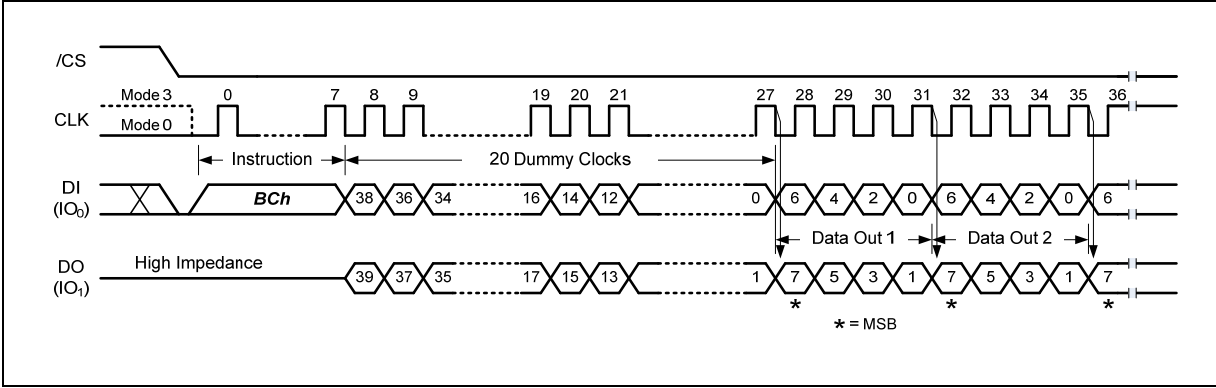 /CS
Mode 3 0 7 8 9 19 20 21 27 28 29 30 31 32 33 34 35 36
CLK
Mode 0
Instruction 20 Dummy Clocks
DI
(IO₀)
BCh 38 36 34 16 14 12 0 6 4 2 0 6 4 2 0 6
Data Out 1 Data Out 2
High Impedance
DO
(IO₁)
39 37 35 17 15 13 1 7 5 3 1 7 5 3 1 7
* * *
* = MSB